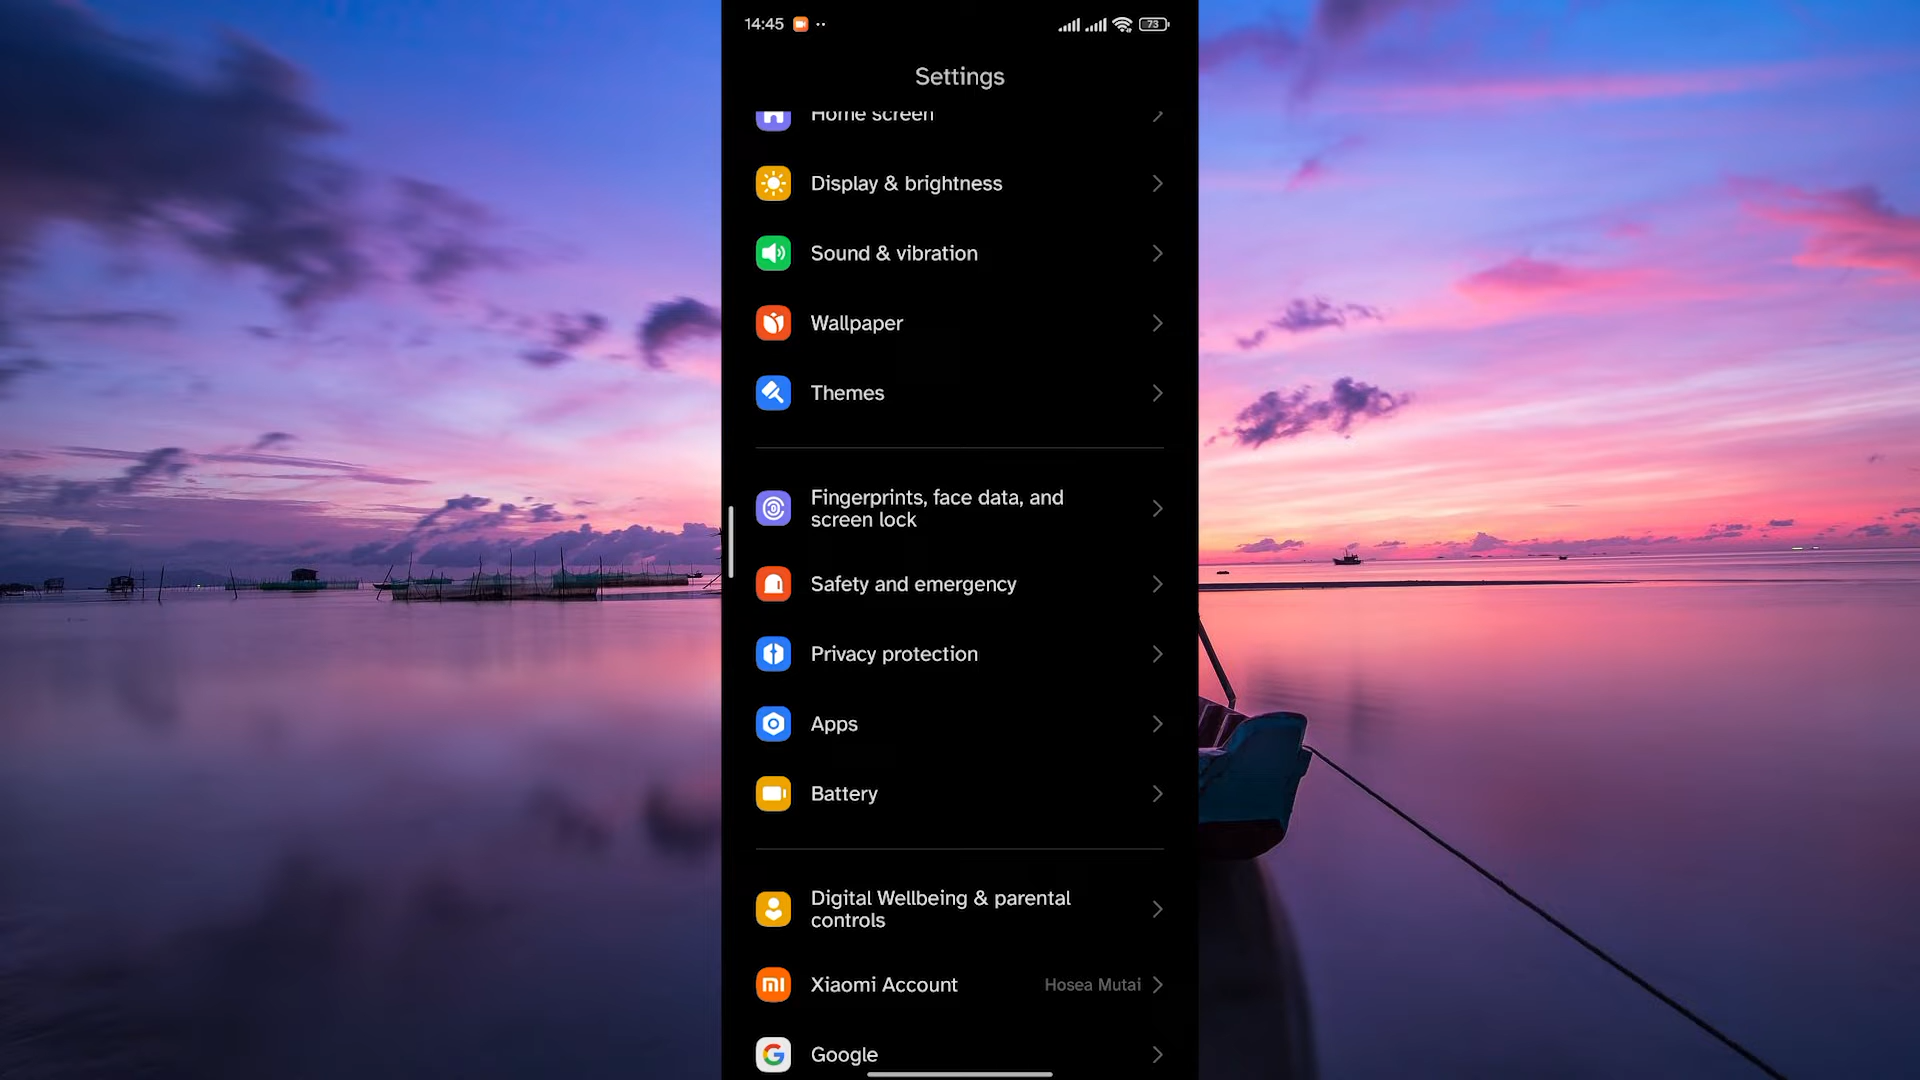 14:45
73
Settings
Home screen
Display & brightness
Sound & vibration
Wallpaper
Themes
Fingerprints, face data, and
screen lock
Safety and emergency
Privacy protection
Apps
Battery
Digital Wellbeing & parental
controls
Xiaomi Account Hosea Mutai
Google